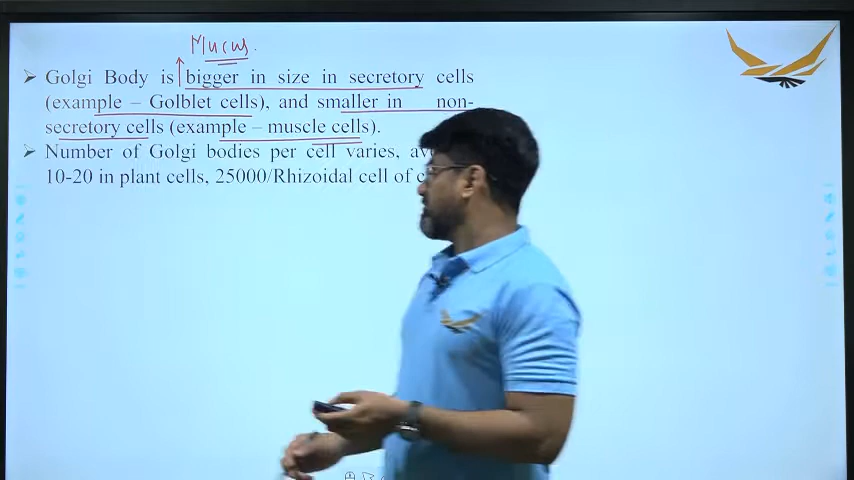 Mucus.
➢ Golgi Body is bigger in size in secretory cells
(example – Golblet cells), and smaller in non-
secretory cells (example – muscle cells).
➢ Number of Golgi bodies per cell varies,
10-20 in plant cells, 25000/Rhizoidal cell of